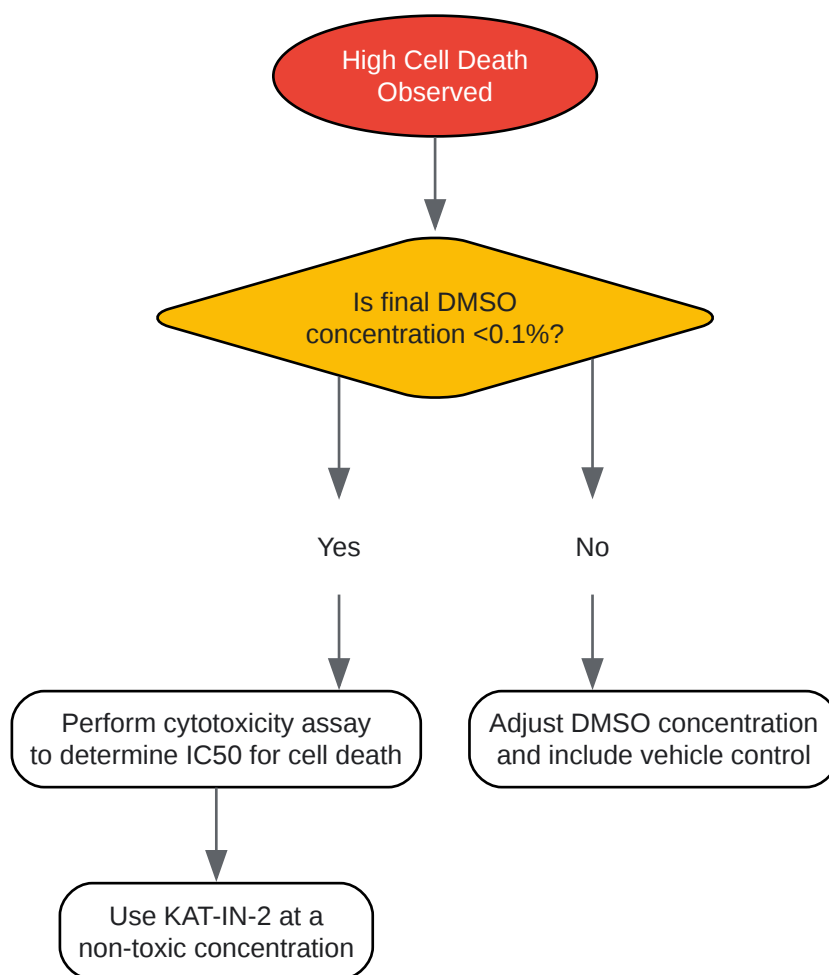 High Cell Death
Observed
Is final DMSO
concentration <0.1%?
Yes
No
Perform cytotoxicity assay
to determine IC50 for cell death
Adjust DMSO concentration
and include vehicle control
Use KAT-IN-2 at a
non-toxic concentration